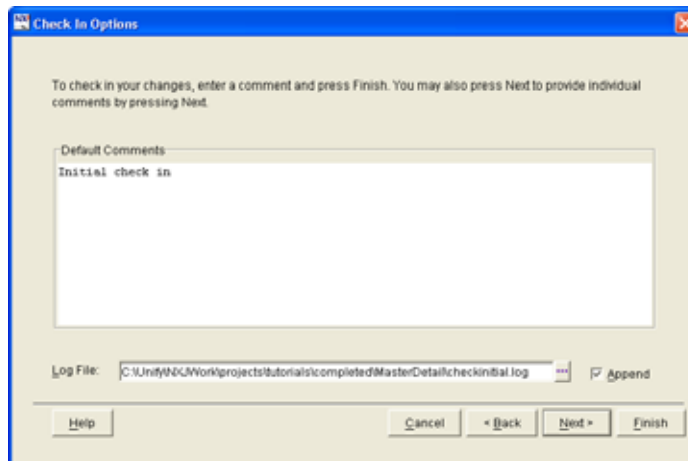 NXJ Check In Options
To check in your changes, enter a comment and press Finish. You may also press Next to provide individual
comments by pressing Next.
Default Comments
Initial check in
Log File: C:\Unify\NXJWork\projects\tutorials\completed\MasterDetail\checkinitial.log ... Append
Help Cancel < Back Next > Finish